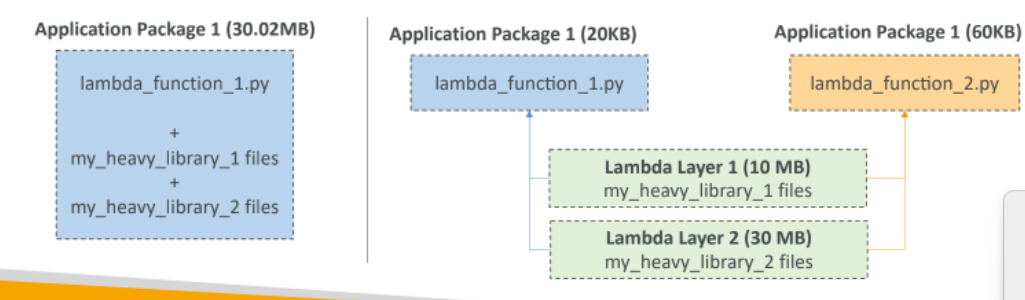 Application Package 1 (30.02MB)
lambda_function_1.py
+
my_heavy_library_1 files
+
my_heavy_library_2 files
Application Package 1 (20KB)
lambda_function_1.py
Application Package 1 (60KB)
lambda_function_2.py
Lambda Layer 1 (10 MB)
my_heavy_library_1 files
Lambda Layer 2 (30 MB)
my_heavy_library_2 files